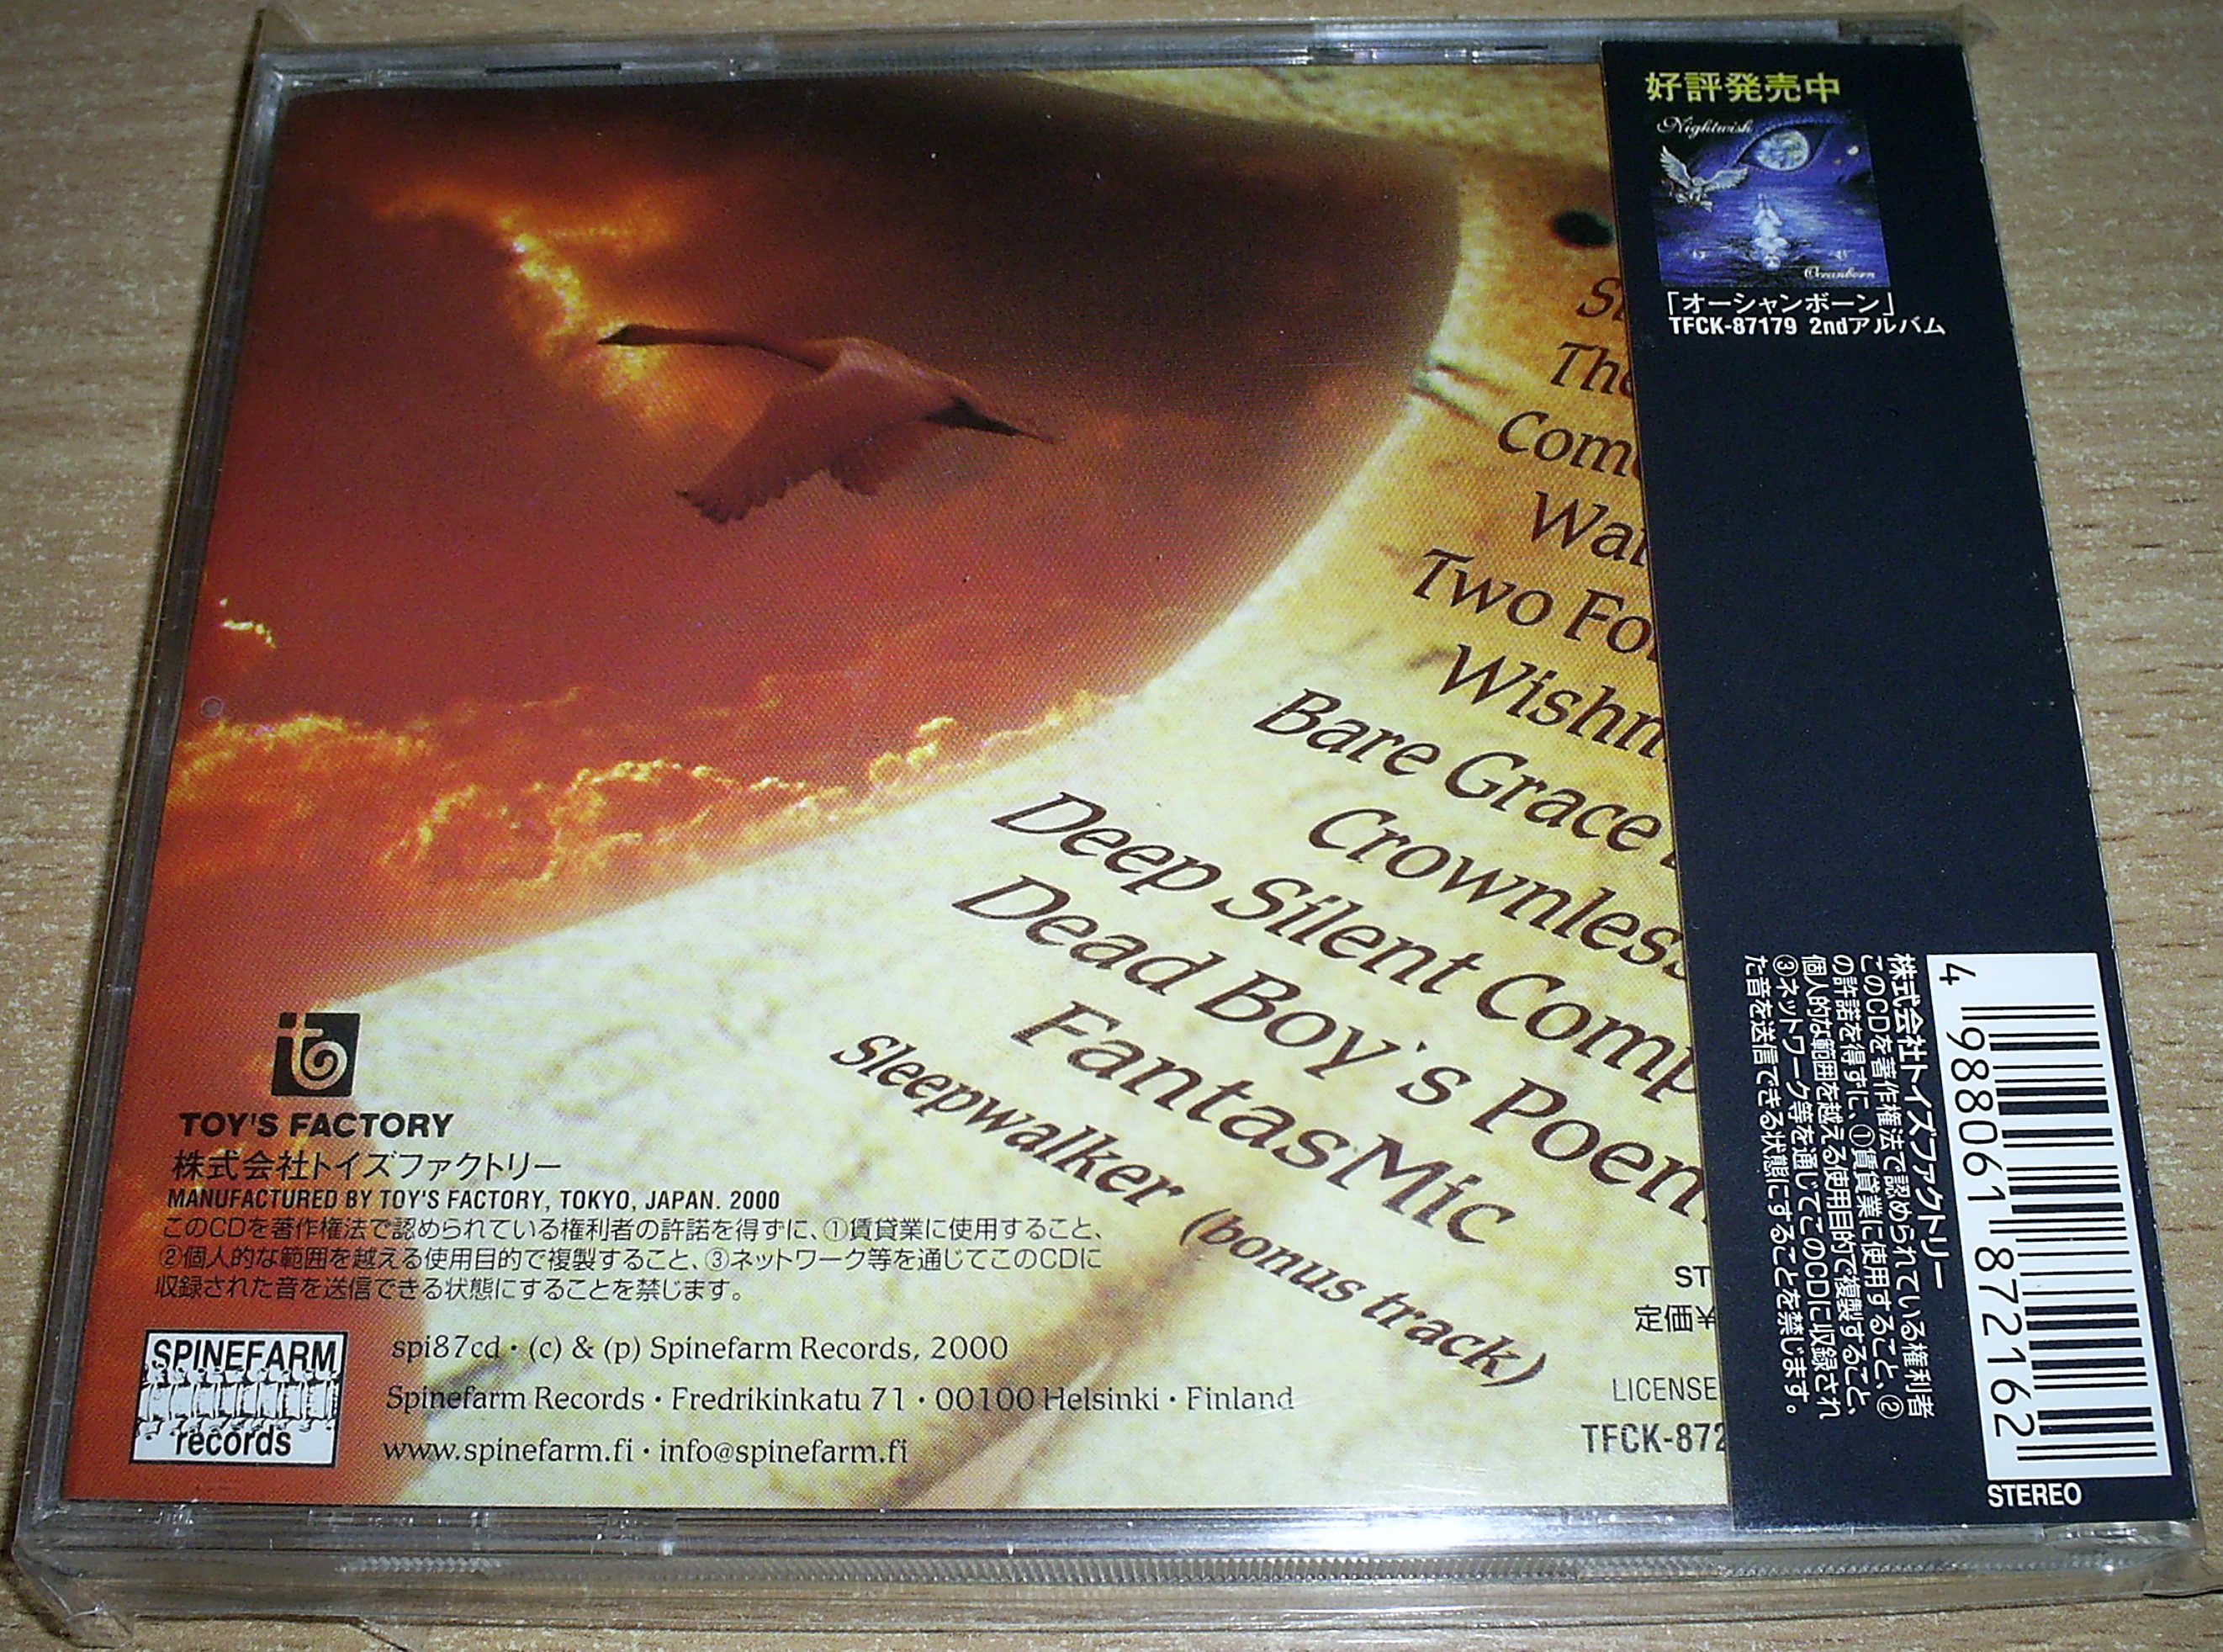 好評発売中
Nightwish
Oceanborn
「オーシャンボーン」
TFCK-87179 2ndアルバム
Two
Bare Grace
Crownless
Deep Silent
Dead Boy's
FantasMic
Sleepwalker (bonus track)
TOY'S FACTORY
株式会社トイズファクトリー
MANUFACTURED BY TOY'S FACTORY, TOKYO, JAPAN. 2000
このCDを著作権法で認められている権利者の許諾を得ずに、①賃貸業に使用すること、
②個人的な範囲を越える使用目的で複製すること、③ネットワーク等を通じてこのCDに
収録された音を送信できる状態にすることを禁じます。
SPINEFARM
records
spi87cd · (c) & (p) Spinefarm Records, 2000
Spinefarm Records · Fredrikinkatu 71 · 00100 Helsinki · Finland
www.spinefarm.fi · info@spinefarm.fi
定価¥
LICENSE
TFCK-872
株式会社トイズファクトリー
このCDを著作権法で認められている権利者
の許諾を得ずに、①賃貸業に使用すること、②
個人的な範囲を越える使用目的で複製すること、
③ネットワーク等を通じてこのCDに収録され
た音を送信できる状態にすることを禁じます。
4 988061 872162
STEREO